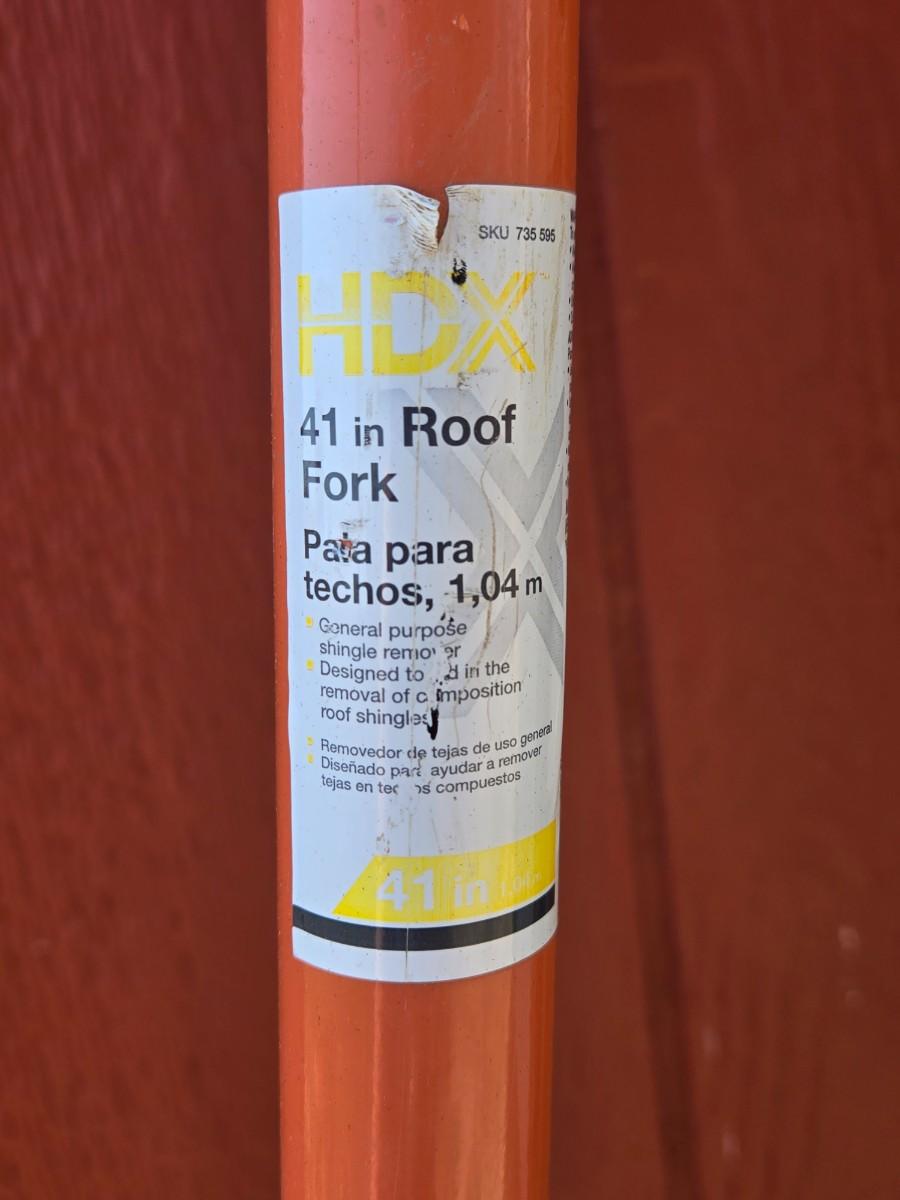 SKU 735 595
HDX
41 in Roof
Fork
para
techos, 1,04 m
General purpose
shingle remover
Designed to in the
removal of composition
roof shingles
Removedor de tejas de uso general
Diseñado para ayudar a remover
tejas en techos compuestos
41 in 1,04 m